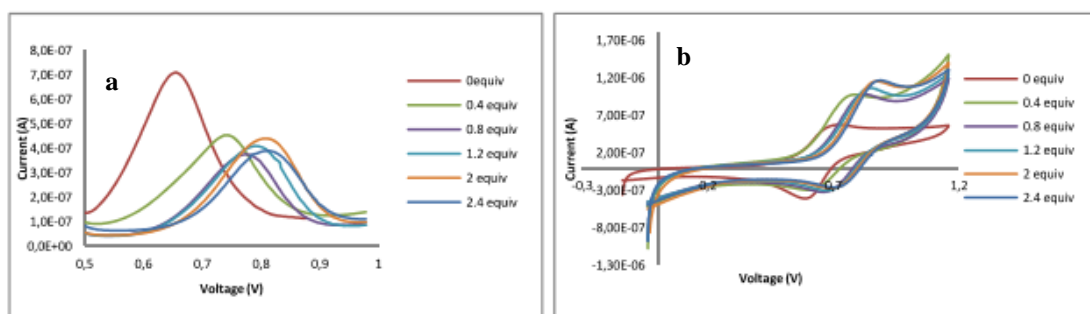 a
8,0E-07
7,0E-07
6,0E-07
5,0E-07
4,0E-07
3,0E-07
2,0E-07
1,0E-07
0,0E+00
Current (A)
0,5 0,6 0,7 0,8 0,9 1
Voltage (V)
0equiv
0.4 equiv
0.8 equiv
1.2 equiv
2 equiv
2.4 equiv
b
1,70E-06
1,20E-06
7,00E-07
2,00E-07
-3,00E-07
-8,00E-07
-1,30E-06
Current (A)
-0,3 0,2 0,7 1,2
Voltage (V)
0 equiv
0.4 equiv
0.8 equiv
1.2 equiv
2 equiv
2.4 equiv